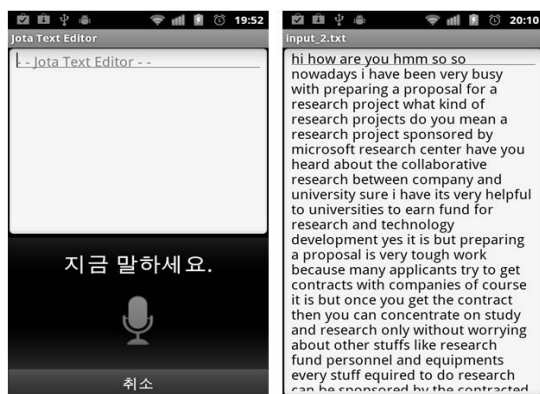 19:52
Jota Text Editor
- - Jota Text Editor - -
지금 말하세요.
취소
20:10
input_2.txt
hi how are you hmm so so
nowadays i have been very busy
with preparing a proposal for a
research project what kind of
research projects do you mean a
research project sponsored by
microsoft research center have you
heard about the collaborative
research between company and
university sure i have its very helpful
to universities to earn fund for
research and technology
development yes it is but preparing
a proposal is very tough work
because many applicants try to get
contracts with companies of course
it is but once you get the contract
then you can concentrate on study
and research only without worrying
about other stuffs like research
fund personnel and equipments
every stuff equired to do research
can be sponsored by the contracted